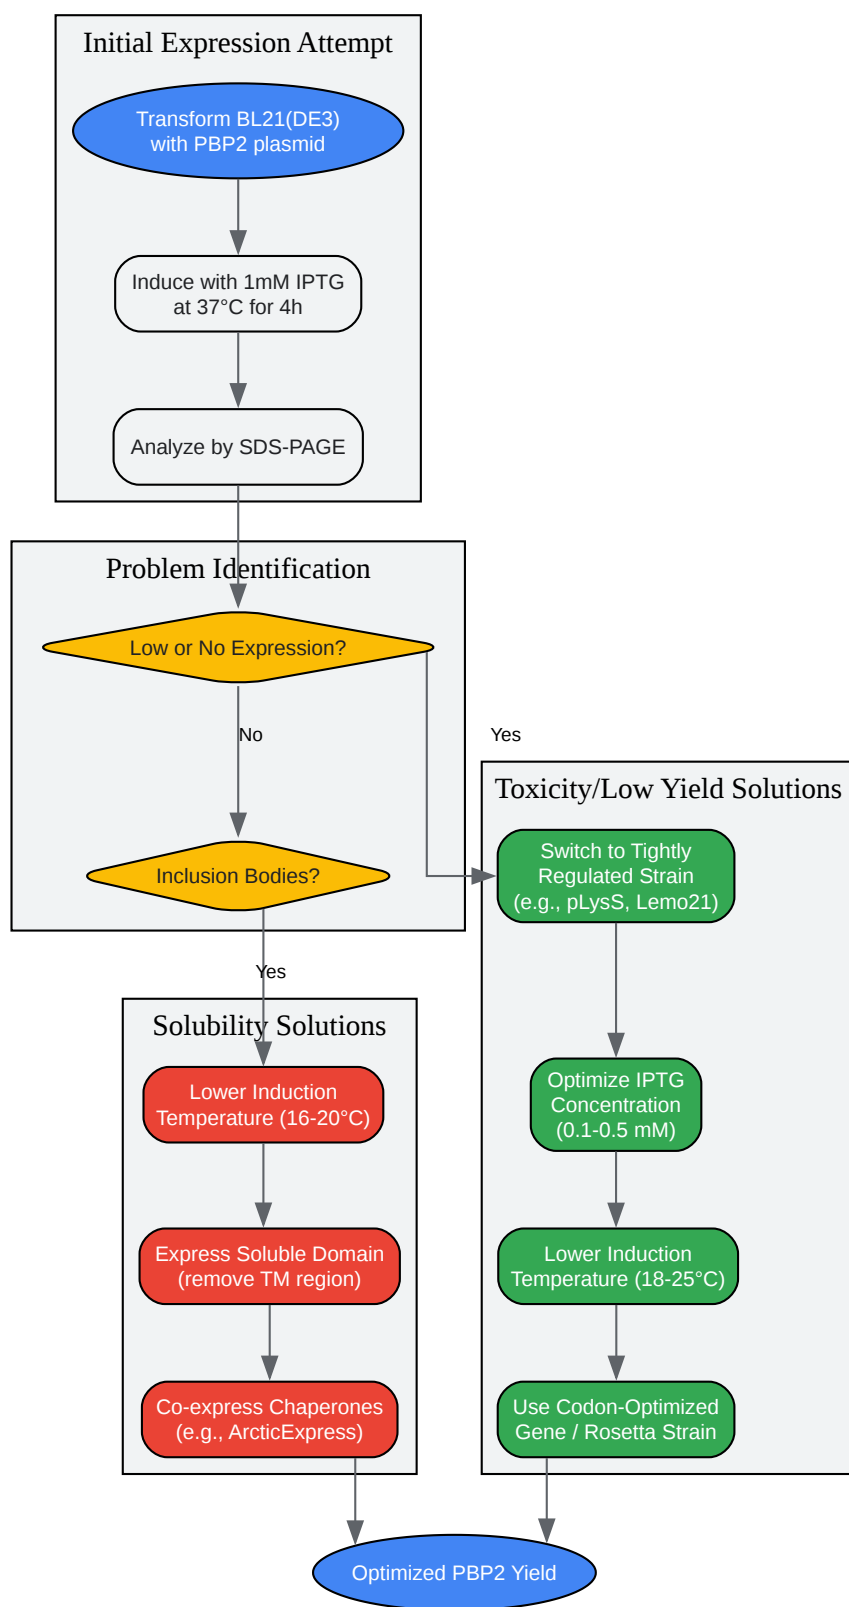 Initial Expression Attempt
Transform BL21(DE3)
with PBP2 plasmid
Induce with 1mM IPTG
at 37°C for 4h
Analyze by SDS-PAGE
Problem Identification
Low or No Expression?
No
Yes
Inclusion Bodies?
Yes
Toxicity/Low Yield Solutions
Switch to Tightly
Regulated Strain
(e.g., pLysS, Lemo21)
Optimize IPTG
Concentration
(0.1-0.5 mM)
Lower Induction
Temperature (18-25°C)
Use Codon-Optimized
Gene / Rosetta Strain
Solubility Solutions
Lower Induction
Temperature (16-20°C)
Express Soluble Domain
(remove TM region)
Co-express Chaperones
(e.g., ArcticExpress)
Optimized PBP2 Yield